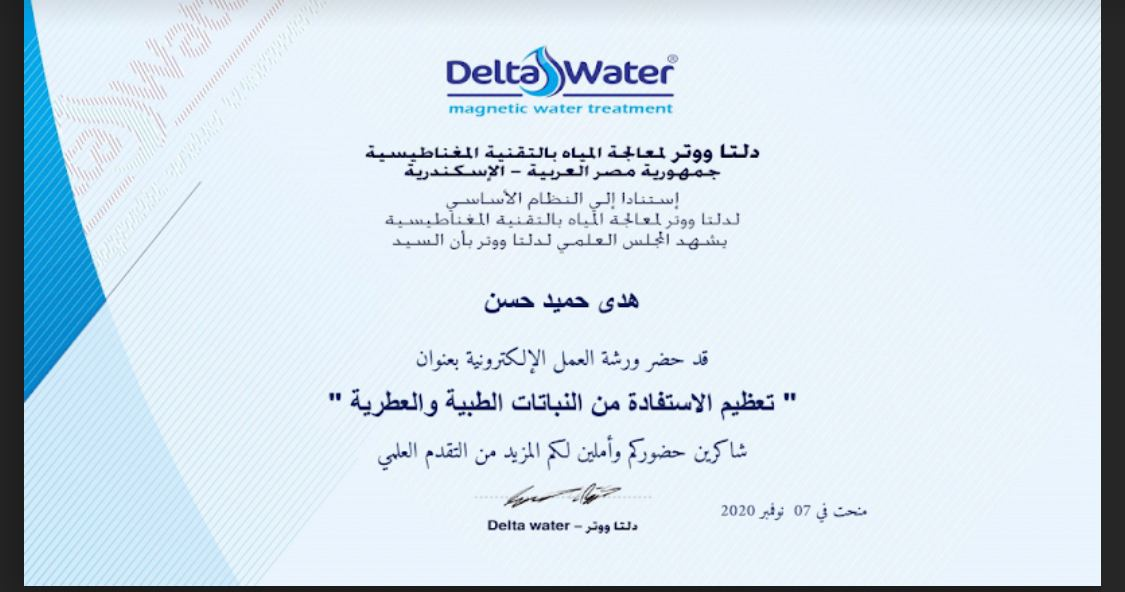 Delta Water®
magnetic water treatment
دلتا ووتر لمعالجة المياه بالتقنية المغناطيسية
جمهورية مصر العربية – الإسكندرية
إستنادا إلي النظام الأساسي
لدلتا ووتر لمعالجة المياه بالتقنية المغناطيسية
يشهد المجلس العلمي لدلتا ووتر بأن السيد
هدى حميد حسن
قد حضر ورشة العمل الإلكترونية بعنوان
" تعظيم الاستفادة من النباتات الطبية والعطرية "
شاكرين حضوركم وأملين لكم المزيد من التقدم العلمي
منحت في 07 نوفمبر 2020
دلتا ووتر – Delta water